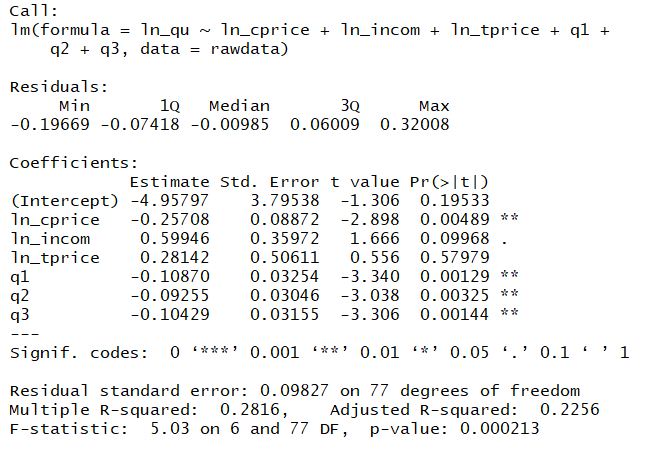 Call:
lm(formula = ln_qu ~ ln_cprice + ln_incom + ln_tprice + q1 +
    q2 + q3, data = rawdata)

Residuals:
     Min       1Q   Median       3Q      Max
-0.19669 -0.07418 -0.00985  0.06009  0.32008

Coefficients:
            Estimate Std. Error t value Pr(>|t|)
(Intercept) -4.95797    3.79538  -1.306  0.19533
ln_cprice   -0.25708    0.08872  -2.898  0.00489 **
ln_incom     0.59946    0.35972   1.666  0.09968 .
ln_tprice    0.28142    0.50611   0.556  0.57979
q1          -0.10870    0.03254  -3.340  0.00129 **
q2          -0.09255    0.03046  -3.038  0.00325 **
q3          -0.10429    0.03155  -3.306  0.00144 **
---
Signif. codes:  0 ‘***’ 0.001 ‘**’ 0.01 ‘*’ 0.05 ‘.’ 0.1 ‘ ’ 1

Residual standard error: 0.09827 on 77 degrees of freedom
Multiple R-squared:  0.2816,    Adjusted R-squared:  0.2256
F-statistic:  5.03 on 6 and 77 DF,  p-value: 0.000213